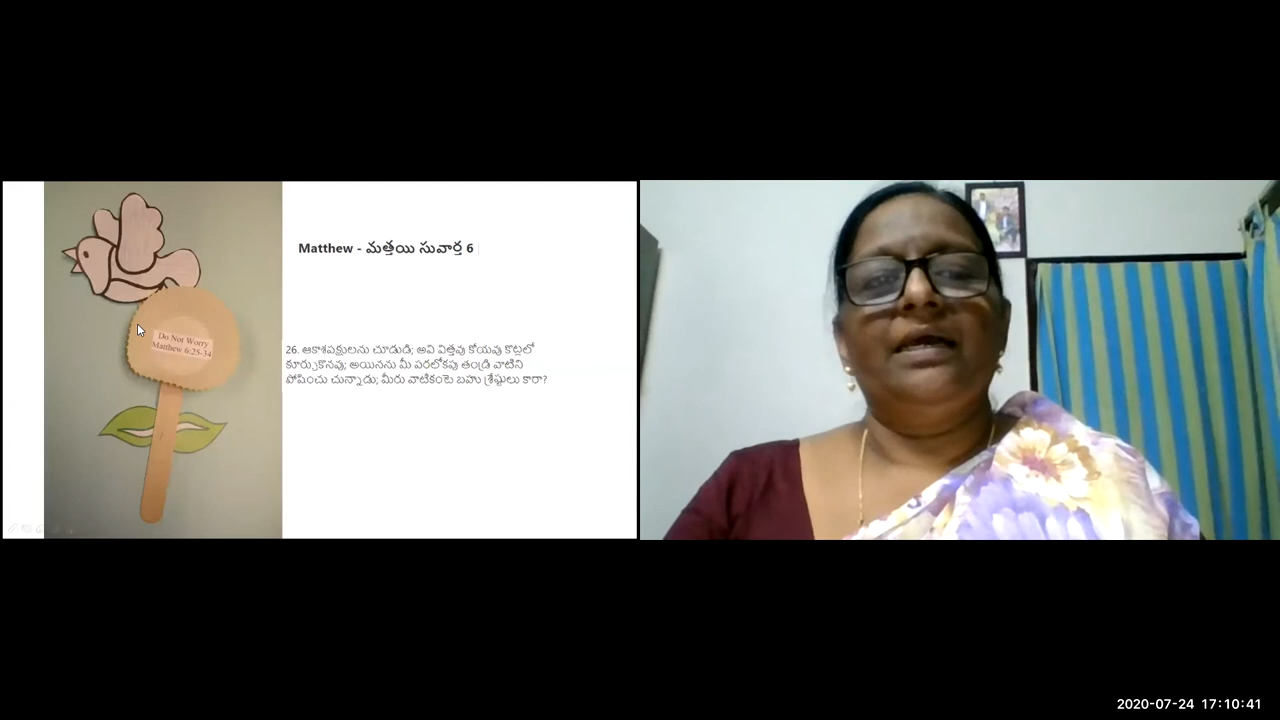 Matthew - మత్తయి సువార్త 6
Do Not Worry
Matthew 6:25-34
26. ఆకాశపక్షులను చూడుడి; అవి విత్తవు కోయవు కొట్లలో
కూర్చుకొనవు; అయినను మీ పరలోకపు తండ్రి వాటిని
పోషించు చున్నాడు; మీరు వాటికంటె బహు శ్రేష్ఠులు కారా?
2020-07-24 17:10:41